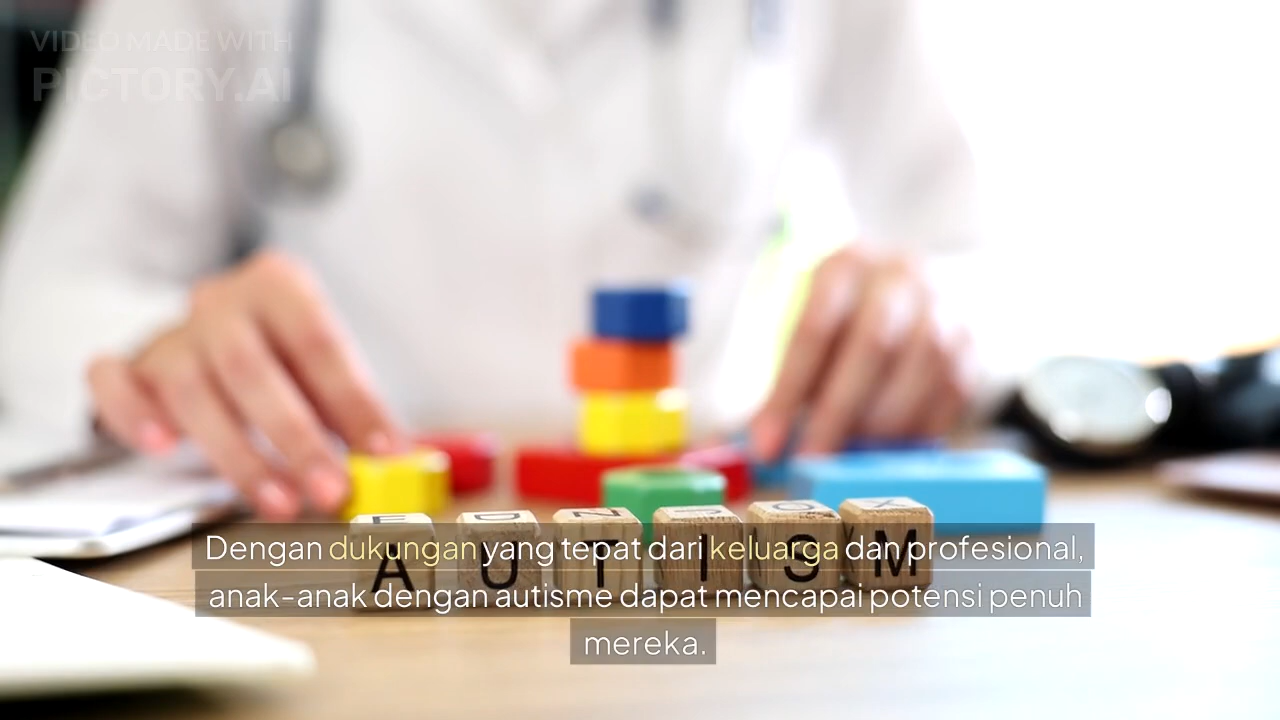 VIDEO MADE WITH
PICTORY.AI
Dengan dukungan yang tepat dari keluarga dan profesional,
anak-anak dengan autisme dapat mencapai potensi penuh
mereka.
AUTISM